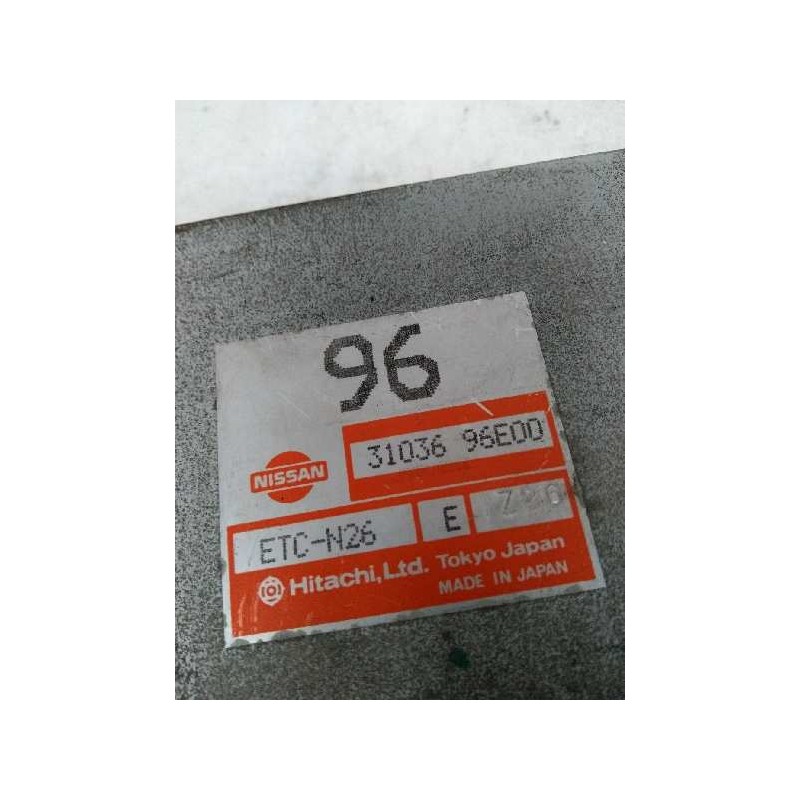 96
NISSAN
31036 96E00
ETC-N26 E
Hitachi, Ltd. Tokyo Japan
MADE IN JAPAN